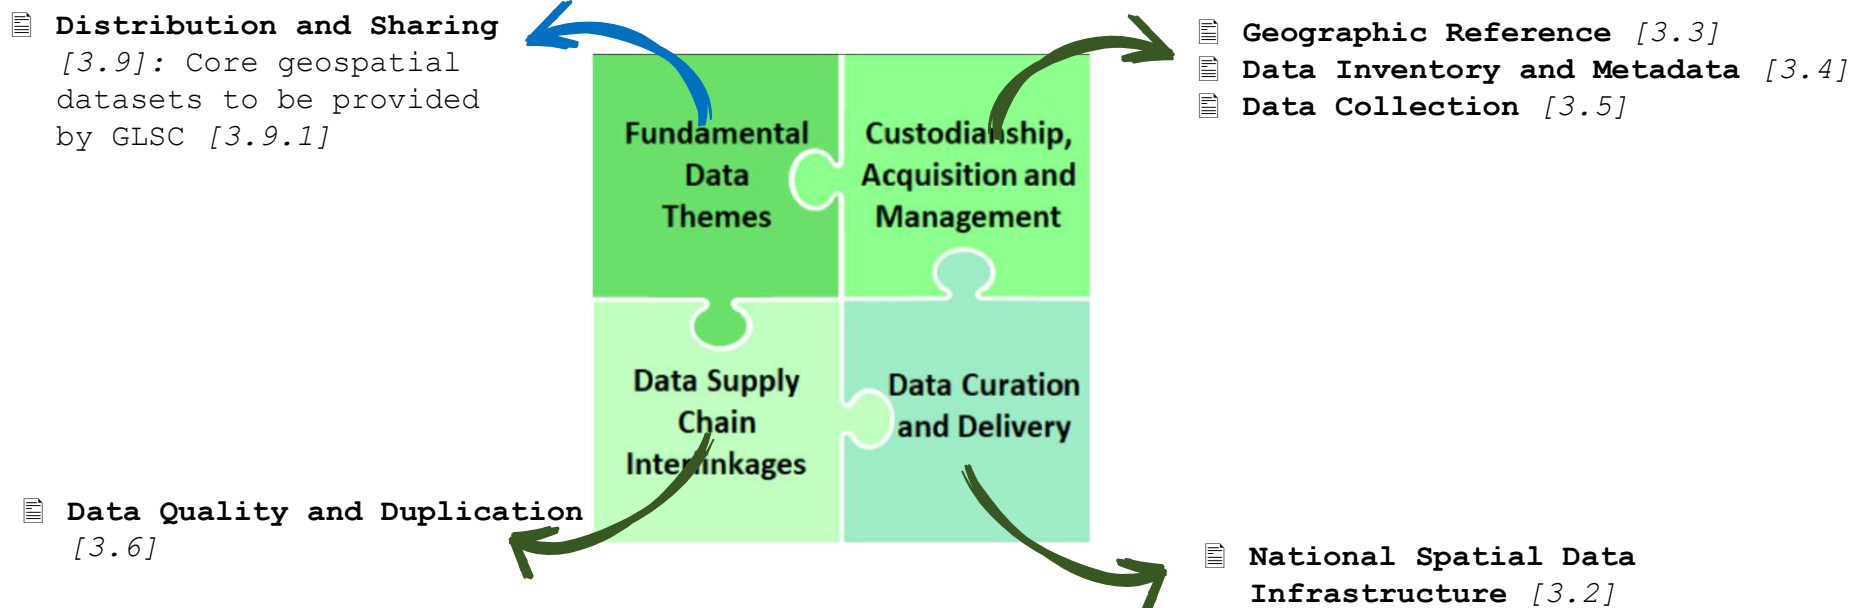 Distribution and Sharing
[3.9]: Core geospatial
datasets to be provided
by GLSC [3.9.1]
Geographic Reference [3.3]
Data Inventory and Metadata [3.4]
Data Collection [3.5]
Fundamental
Data
Themes
Custodianship,
Acquisition and
Management
Data Supply
Chain
Interlinkages
Data Curation
and Delivery
Data Quality and Duplication
[3.6]
National Spatial Data
Infrastructure [3.2]